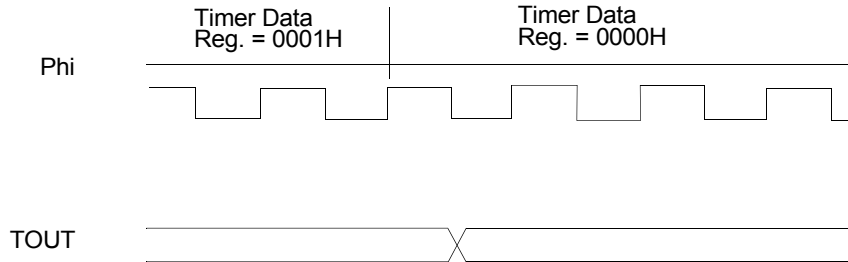 Timer Data
Reg. = 0001H
Timer Data
Reg. = 0000H
Phi
TOUT